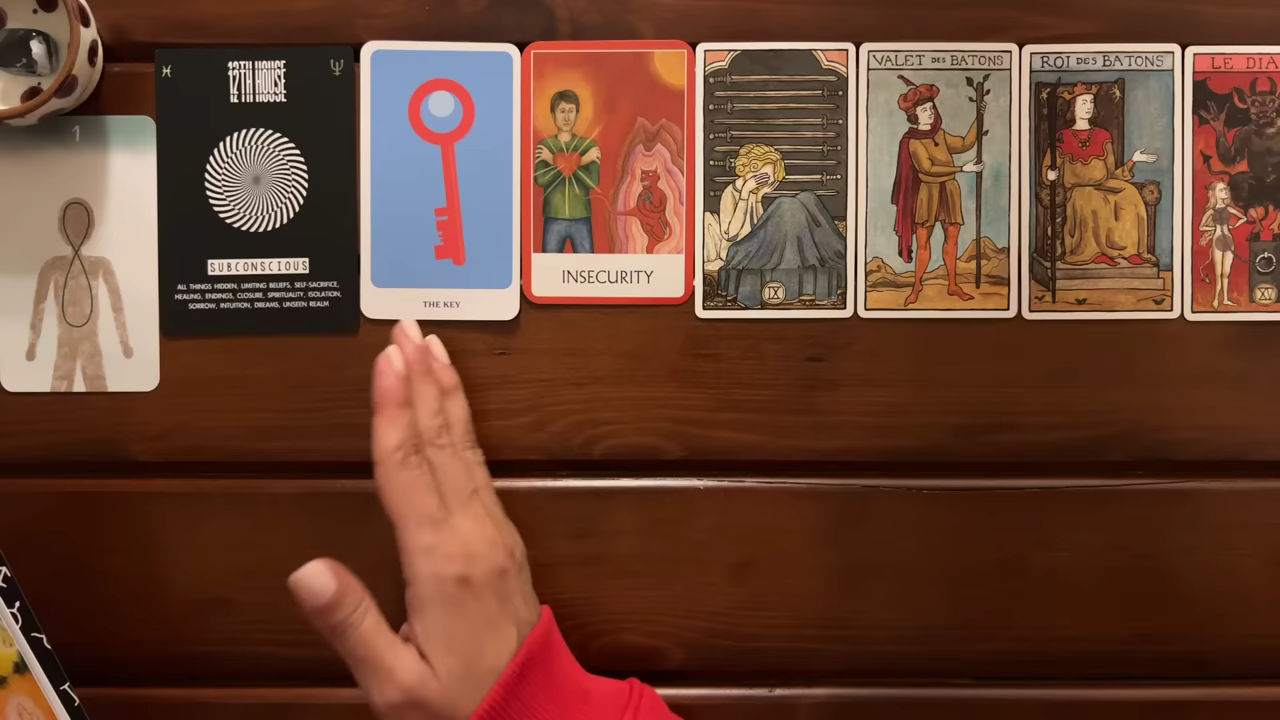 1
12TH HOUSE
SUBCONSCIOUS
ALL THINGS HIDDEN, LIMITING BELIEFS, SELF-SACRIFICE,
HEALING, ENDINGS, CLOSURE, SPIRITUALITY, ISOLATION,
SORROW, INTUITION, DREAMS, UNSEEN REALM
THE KEY
INSECURITY
IX
VALET DES BATONS
ROI DES BATONS
LE DIA
XV